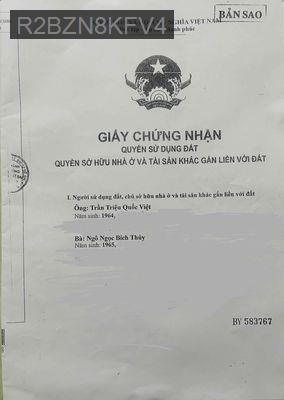 R2BZN8KFV4
NGHĨA VIỆT NAM
BẢN SAO
GIẤY CHỨNG NHẬN
QUYỀN SỬ DỤNG ĐẤT
QUYỀN SỞ HỮU NHÀ Ở VÀ TÀI SẢN KHÁC GẮN LIỀN VỚI ĐẤT
I. Người sử dụng đất, chủ sở hữu nhà ở và tài sản khác gắn liền với đất
Ông: Trần Triệu Quốc Việt
Năm sinh: 1964,
Bà: Ngô Ngọc Bích Thủy
Năm sinh: 1965,
BY 583767